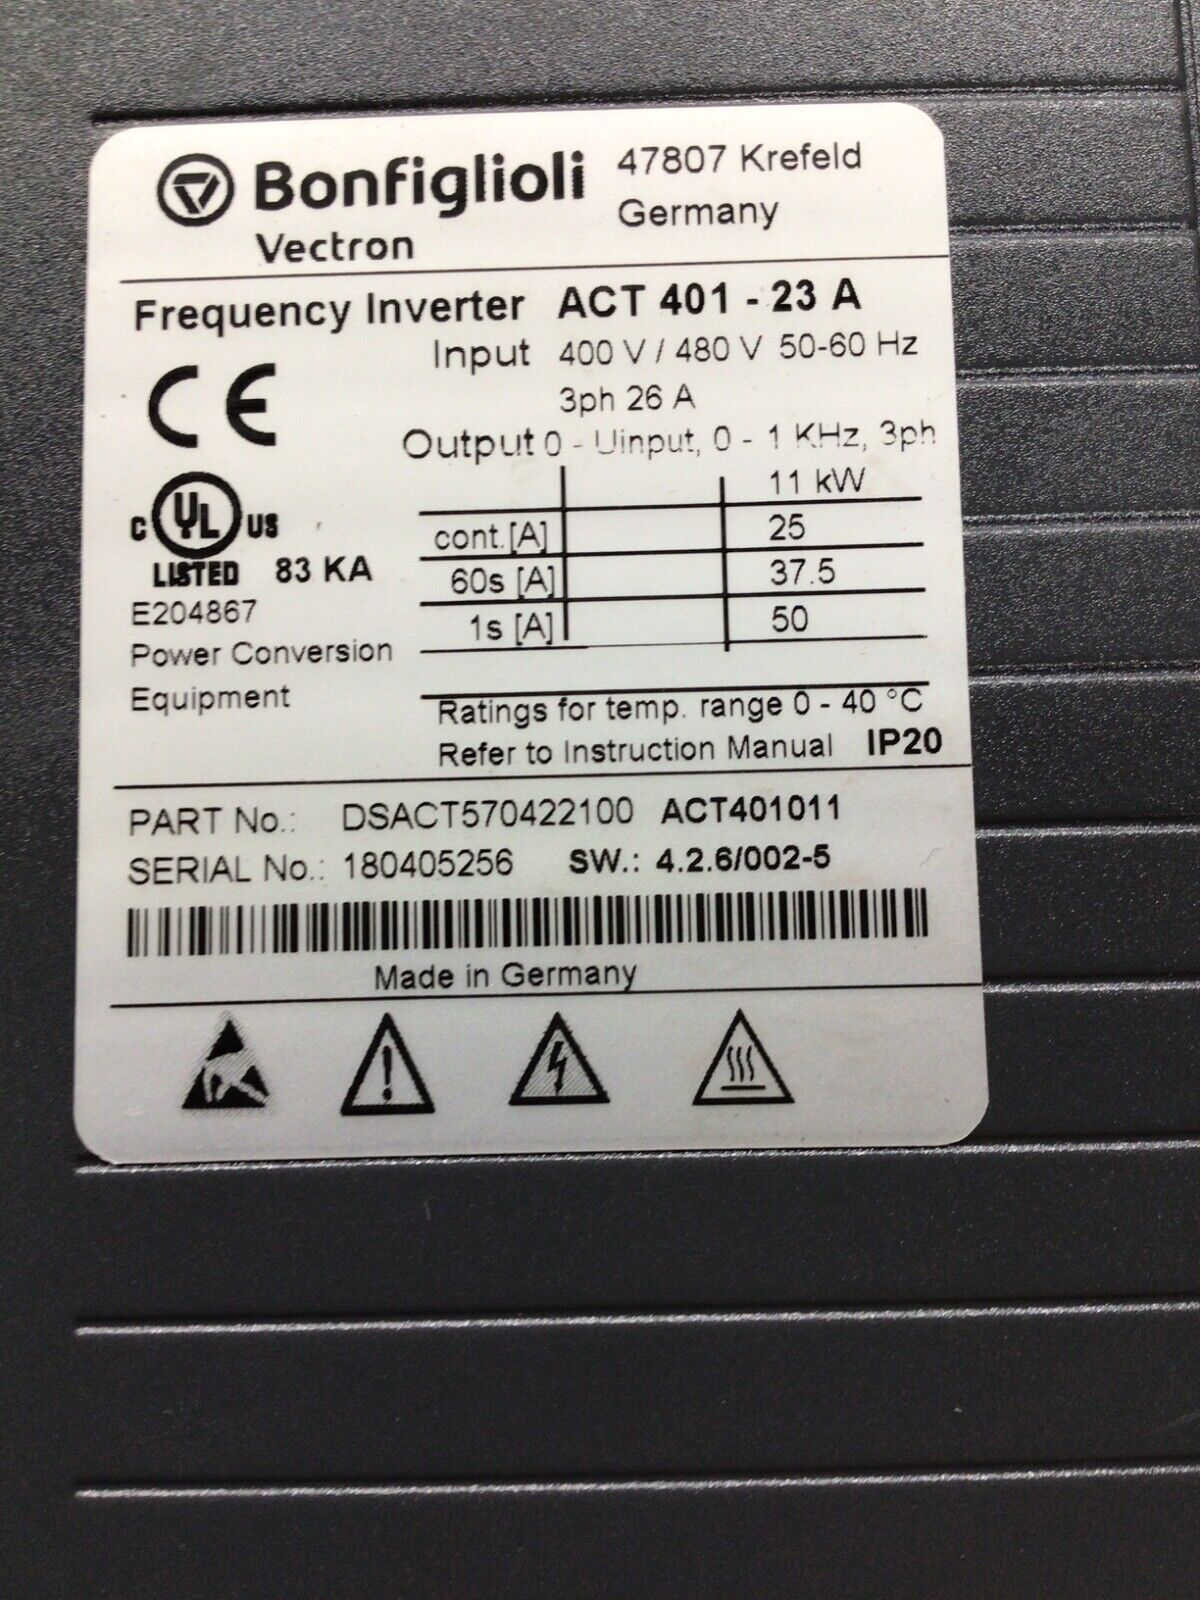 Bonfiglioli
Vectron
47807 Krefeld
Germany
Frequency Inverter ACT 401 - 23 A
Input 400 V / 480 V 50-60 Hz
3ph 26 A
Output 0 - Uinput, 0 - 1 KHz, 3ph
11 kW
cont.[A] 25
60s [A] 37.5
1s [A] 50
CE
C UL US
LISTED 83 KA
E204867
Power Conversion
Equipment
Ratings for temp. range 0 - 40 °C
Refer to Instruction Manual IP20
PART No.: DSACT570422100 ACT401011
SERIAL No.: 180405256 SW.: 4.2.6/002-5
Made in Germany